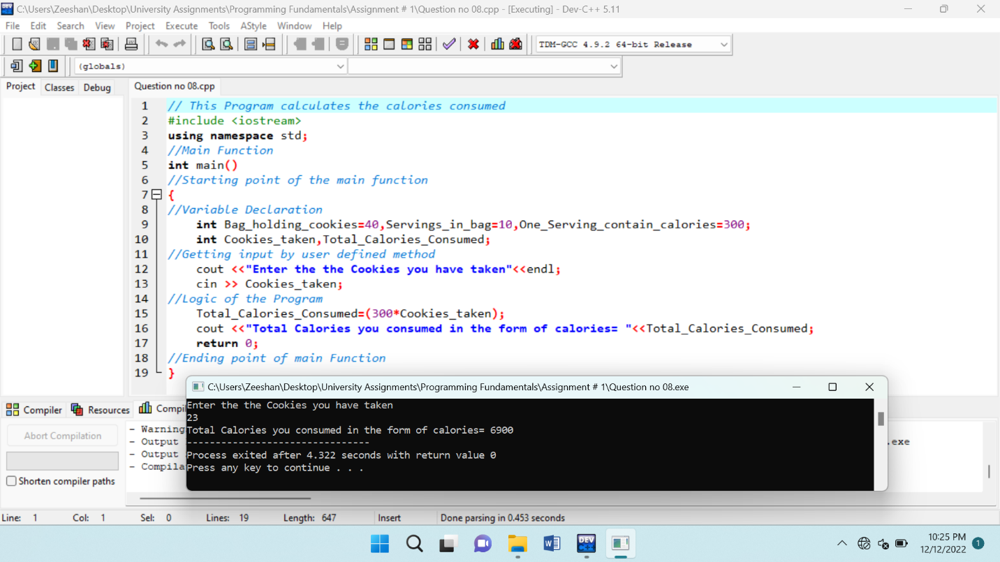 C:\Users\Zeeshan\Desktop\University Assignments\Programming Fundamentals\Assignment # 1\Question no 08.cpp - [Executing] - Dev-C++ 5.11
File Edit Search View Project Execute Tools AStyle Window Help
TDM-GCC 4.9.2 64-bit Release
(globals)
Project Classes Debug Question no 08.cpp
1 // This Program calculates the calories consumed
2 #include <iostream>
3 using namespace std;
4 //Main Function
5 int main()
6 //Starting point of the main function
7 {
8 //Variable Declaration
9 int Bag_holding_cookies=40,Servings_in_bag=10,One_Serving_contain_calories=300;
10 int Cookies_taken,Total_Calories_Consumed;
11 //Getting input by user defined method
12 cout <<"Enter the the Cookies you have taken"<<endl;
13 cin >> Cookies_taken;
14 //Logic of the Program
15 Total_Calories_Consumed=(300*Cookies_taken);
16 cout <<"Total Calories you consumed in the form of calories= "<<Total_Calories_Consumed;
17 return 0;
18 //Ending point of main Function
19 }
C:\Users\Zeeshan\Desktop\University Assignments\Programming Fundamentals\Assignment # 1\Question no 08.exe
Enter the the Cookies you have taken
23
Total Calories you consumed in the form of calories= 6900
--------------------------------
Process exited after 4.322 seconds with return value 0
Press any key to continue . . .
Compiler Resources Compil
Abort Compilation
Shorten compiler paths
- Warning
- Output .exe
- Output
- Compila
Line: 1 Col: 1 Sel: 0 Lines: 19 Length: 647 Insert Done parsing in 0.453 seconds
DEV
W
10:25 PM
12/12/2022
1